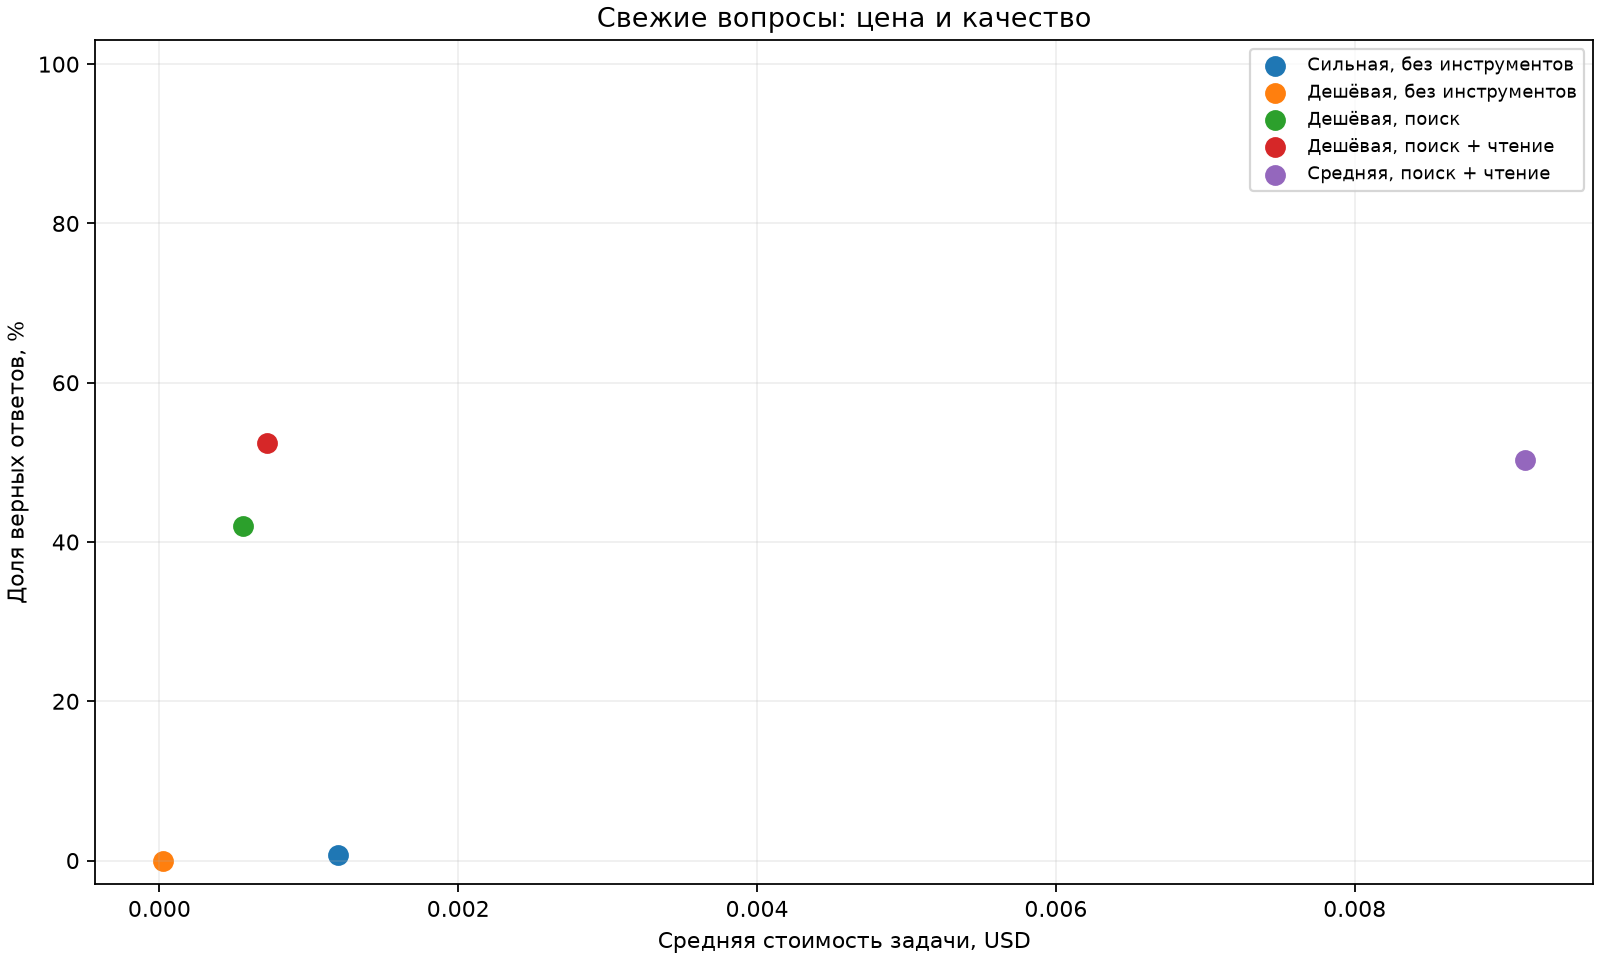 Свежие вопросы: цена и качество
Сильная, без инструментов
Дешёвая, без инструментов
Дешёвая, поиск
Дешёвая, поиск + чтение
Средняя, поиск + чтение
Доля верных ответов, %
100
80
60
40
20
0
0.000 0.002 0.004 0.006 0.008
Средняя стоимость задачи, USD